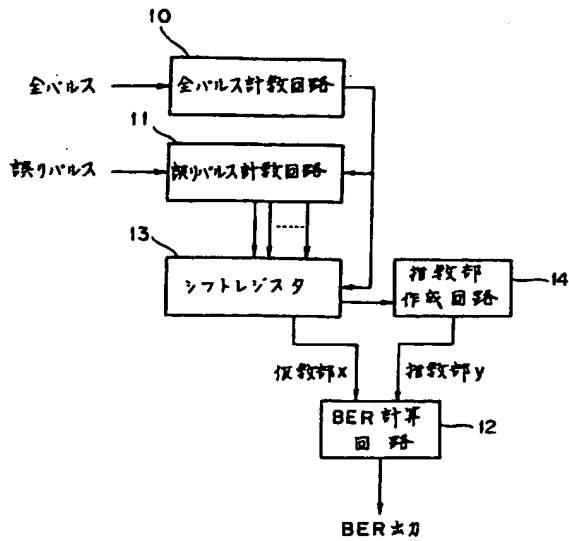 10
全パルス
全パルス計数回路
11
誤りパルス
誤りパルス計数回路
13
シフトレジスタ
指数部
作成回路
14
仮数部x
指数部y
BER計算
回路
12
BER出力